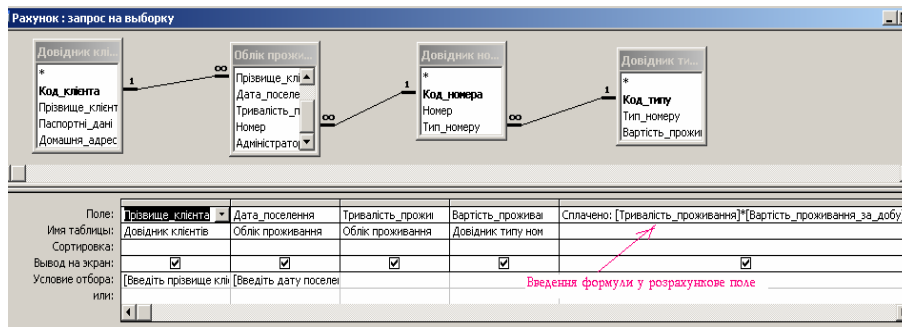 Рахунок : запрос на выборку
Довідник клі...
*
Код_клієнта
Прізвище_клієнт
Паспортні_дані
Домашня_адрес
1
∞
Облік прожи...
Прізвище_клі
Дата_поселе
Тривалість_п
Номер
Адміністрато
∞
1
Довідник но...
*
Код_номера
Номер
Тип_номеру
∞
1
Довідник ти...
*
Код_типу
Тип_номеру
Вартість_прожи
Поле: Прізвище_клієнта Дата_поселення Тривалість_прожи Вартість_проживаі Сплачено: [Тривалість_проживання]*[Вартість_проживання_за_добу
Имя таблицы: Довідник клієнтів Облік проживання Облік проживання Довідник типу ном
Сортировка:
Вывод на экран:
Условие отбора: [Введіть прізвище клі [Введіть дату поселеі
или:
Введення формули у розрахункове поле